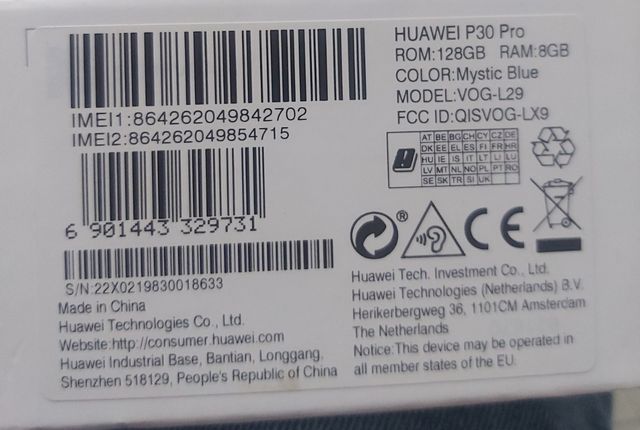 HUAWEI P30 Pro
ROM:128GB RAM:8GB
COLOR:Mystic Blue
MODEL:VOG-L29
FCC ID:QISVOG-LX9
IMEI1:864262049842702
IMEI2:864262049854715
AT BE BG CH CY CZ DE
DK EE EL ES FI FR HR
HU IE IS IT LT LI LU
LV MT NL NO PL PT RO
SE SK TR SI UK
6 901443 329731
S/N:22X0219830018633
Made in China
Huawei Technologies Co., Ltd.
Website:http://consumer.huawei.com
Huawei Industrial Base, Bantian, Longgang,
Shenzhen 518129, People's Republic of China
®
CE
Huawei Tech. Investment Co., Ltd.
Huawei Technologies (Netherlands) B.V.
Herikerbergweg 36, 1101CM Amsterdam
The Netherlands
Notice:This device may be operated in
all member states of the EU.